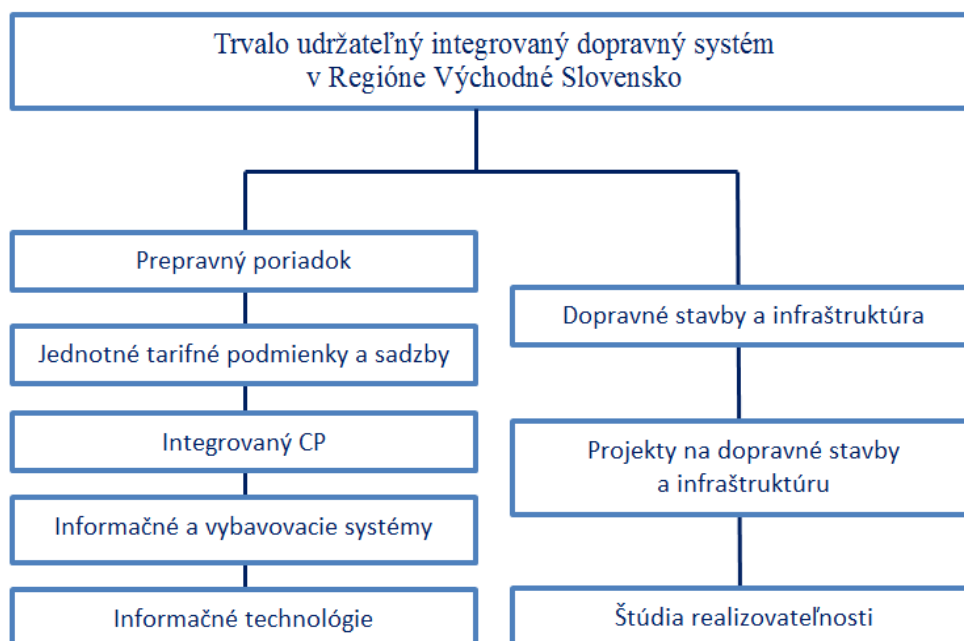 Trvalo udržateľný integrovaný dopravný systém
v Regióne Východné Slovensko
Prepravný poriadok
Jednotné tarifné podmienky a sadzby
Integrovaný CP
Informačné a vybavovacie systémy
Informačné technológie
Dopravné stavby a infraštruktúra
Projekty na dopravné stavby
a infraštruktúru
Štúdia realizovateľnosti